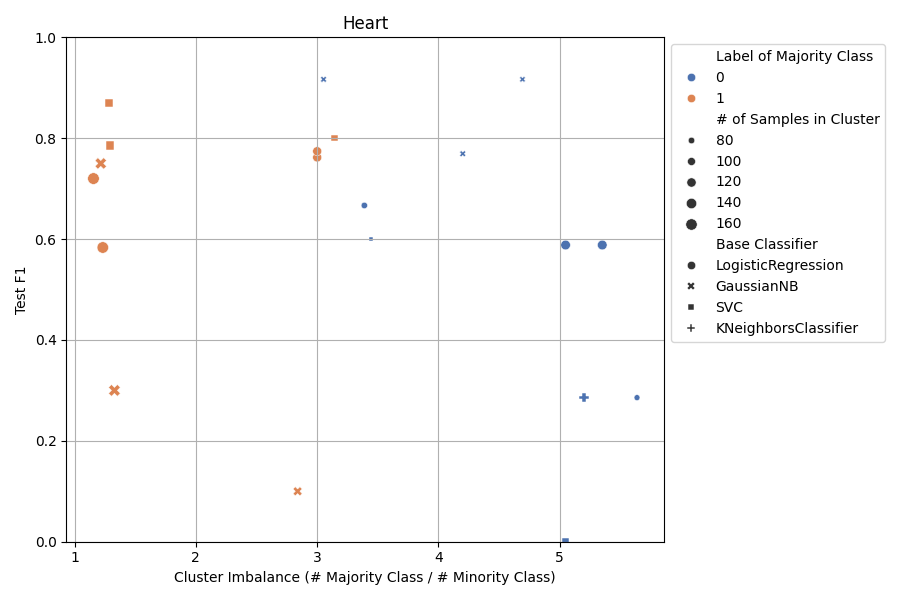 Heart
1.0
0.8
0.6
0.4
0.2
0.0
Test F1
1 2 3 4 5
Cluster Imbalance (# Majority Class / # Minority Class)
Label of Majority Class
0
1
# of Samples in Cluster
80
100
120
140
160
Base Classifier
LogisticRegression
GaussianNB
SVC
KNeighborsClassifier